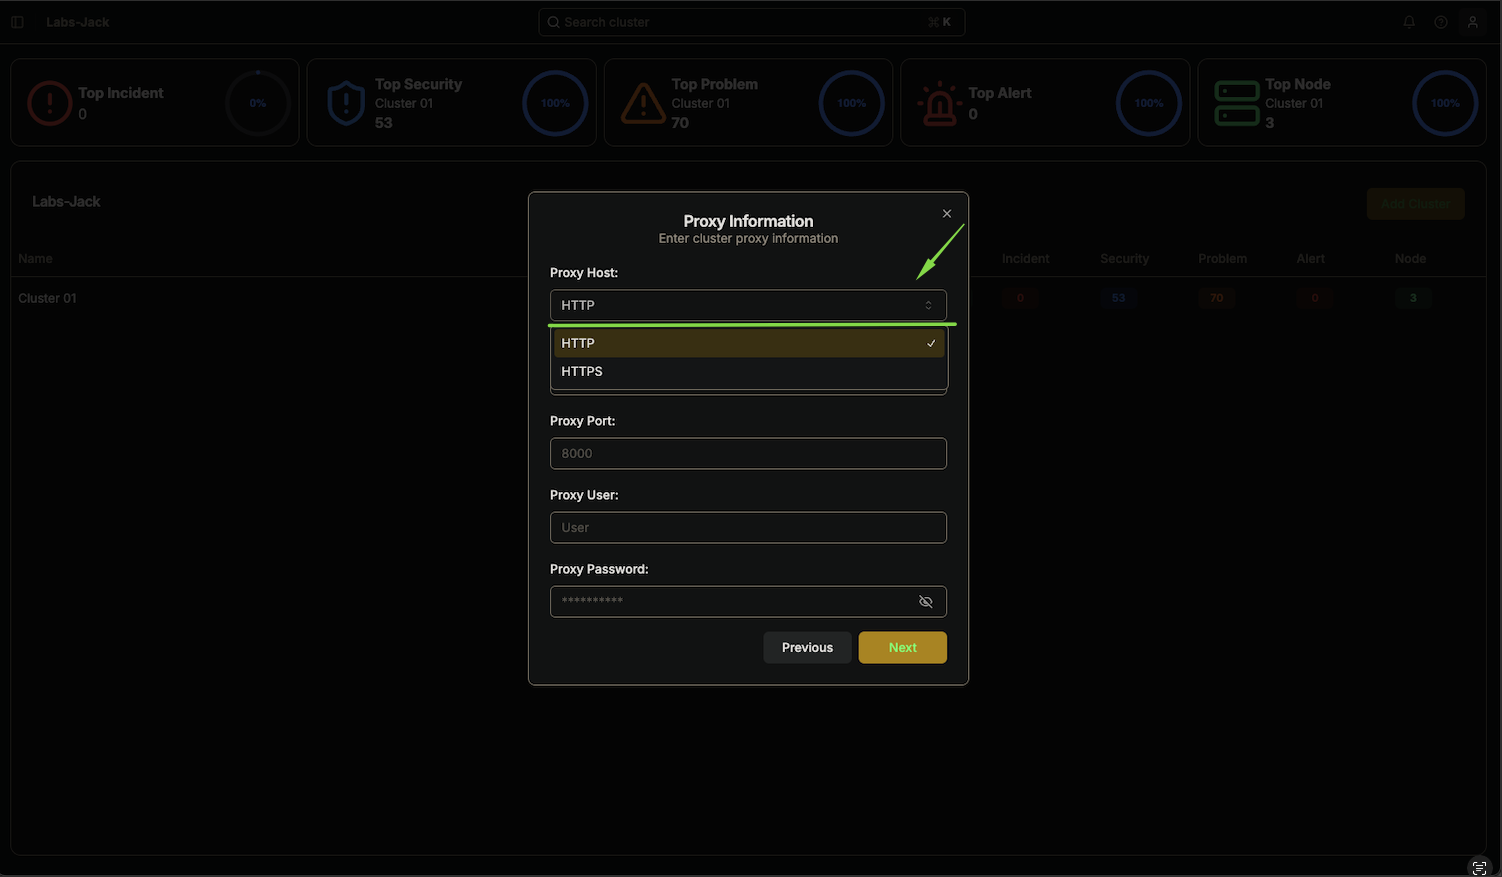 Labs-Jack
Search cluster
⌘ K
Top Incident
0
0%
Top Security
Cluster 01
53
100%
Top Problem
Cluster 01
70
100%
Top Alert
0
100%
Top Node
Cluster 01
3
100%
Labs-Jack
Add Cluster
Name Incident Security Problem Alert Node
Cluster 01 0 53 70 0 3
Proxy Information
Enter cluster proxy information
Proxy Host:
HTTP
HTTP
HTTPS
Proxy Port:
8000
Proxy User:
User
Proxy Password:
**********
Previous Next